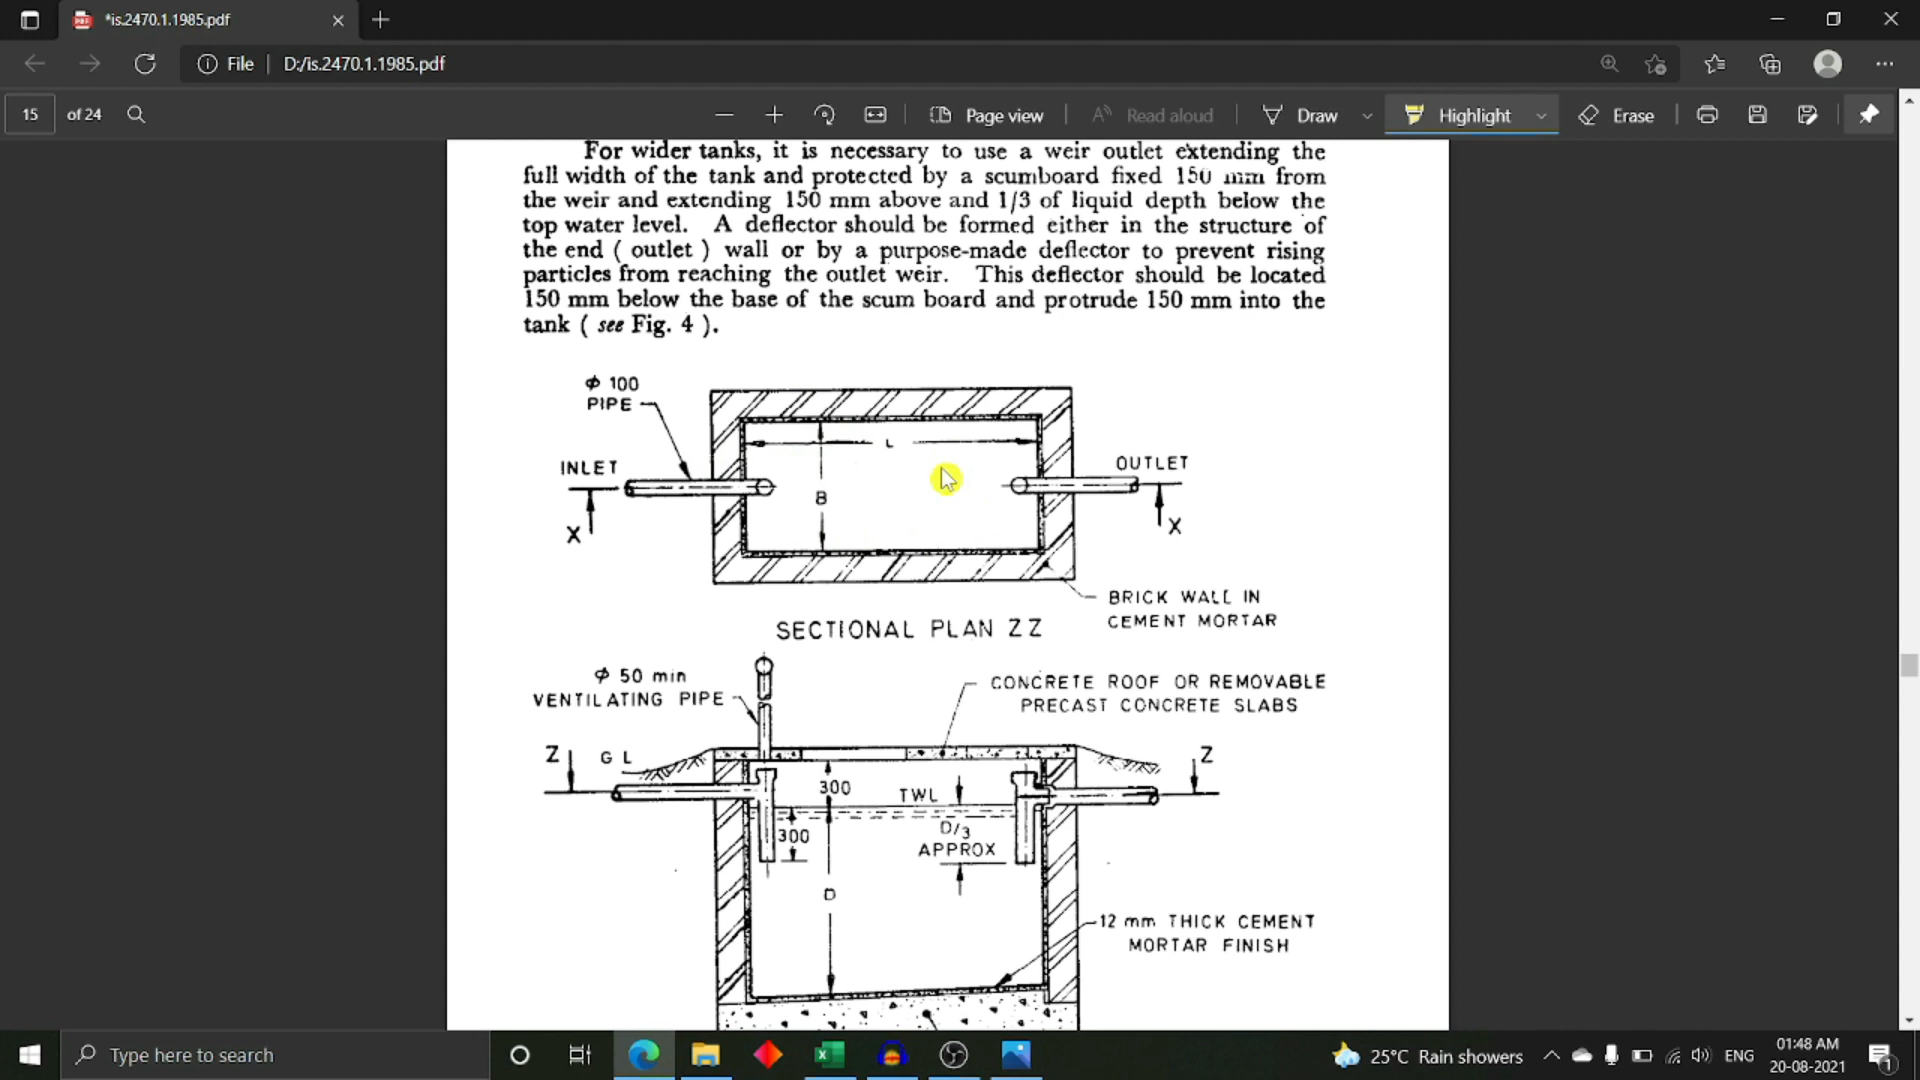 *is.2470.1.1985.pdf
File D:/is.2470.1.1985.pdf
15 of 24 Page view Read aloud Draw Highlight Erase
For wider tanks, it is necessary to use a weir outlet extending the
full width of the tank and protected by a scumboard fixed 150 mm from
the weir and extending 150 mm above and 1/3 of liquid depth below the
top water level. A deflector should be formed either in the structure of
the end ( outlet ) wall or by a purpose-made deflector to prevent rising
particles from reaching the outlet weir. This deflector should be located
150 mm below the base of the scum board and protrude 150 mm into the
tank ( see Fig. 4 ).
ϕ 100
PIPE
L
INLET
OUTLET
B
X
X
BRICK WALL IN
CEMENT MORTAR
SECTIONAL PLAN ZZ
ϕ 50 min
VENTILATING PIPE
CONCRETE ROOF OR REMOVABLE
PRECAST CONCRETE SLABS
Z
G L
Z
300
TWL
300
D/3
APPROX
D
12 mm THICK CEMENT
MORTAR FINISH
Type here to search
25°C Rain showers
ENG
01:48 AM
20-08-2021
1